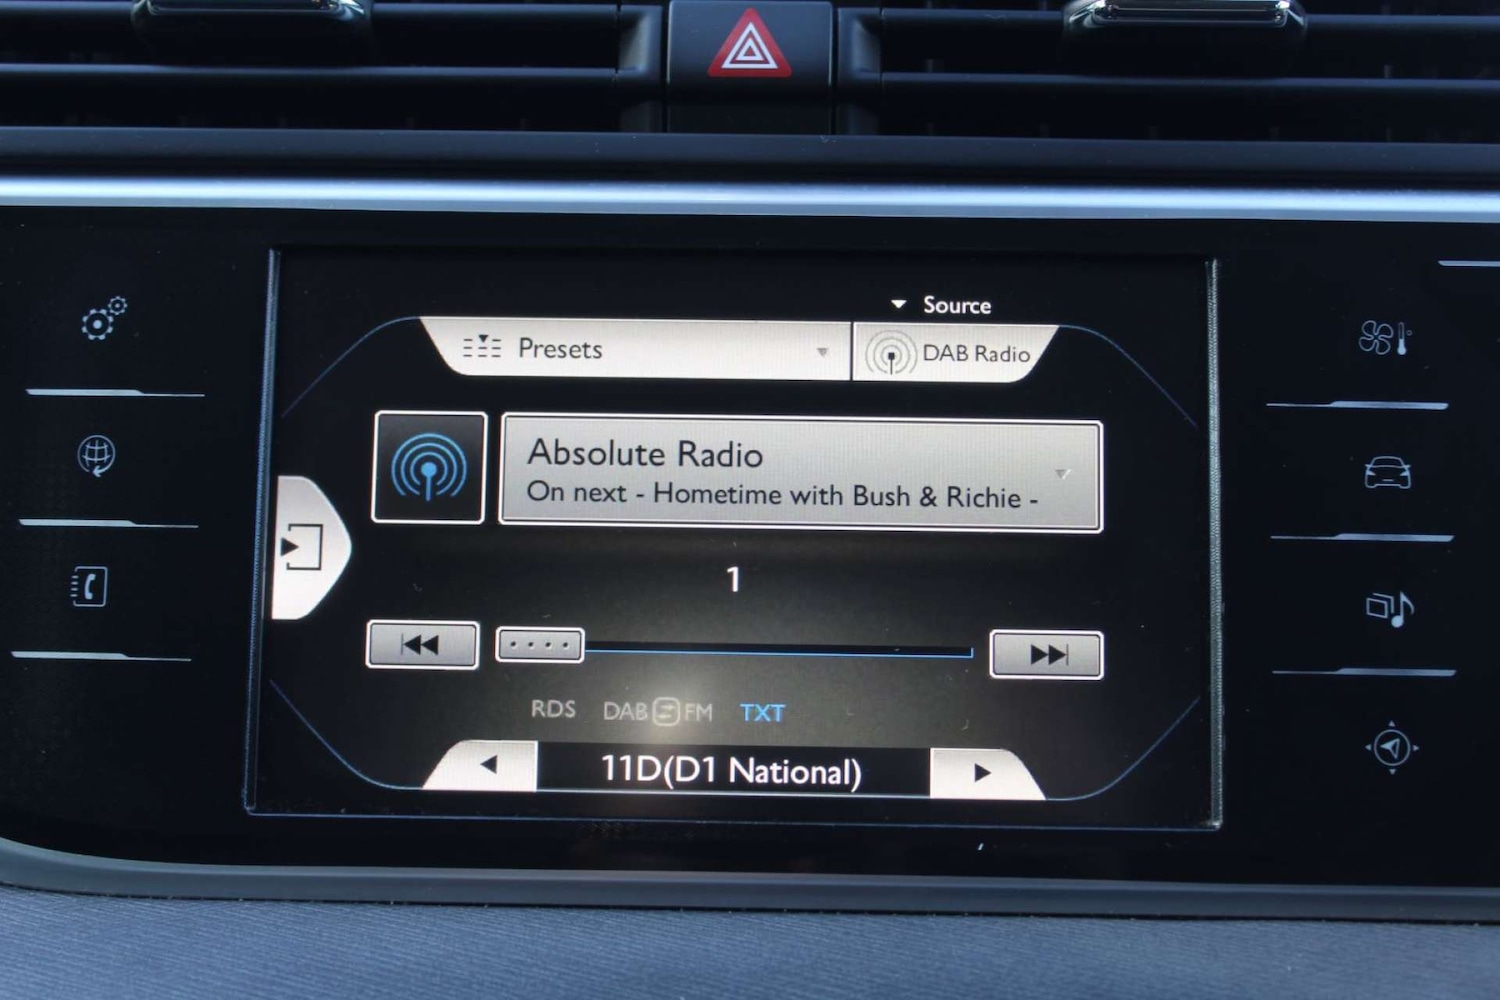 Source
Presets
DAB Radio
Absolute Radio
On next - Hometime with Bush & Richie -
1
RDS DAB FM TXT
11D(D1 National)